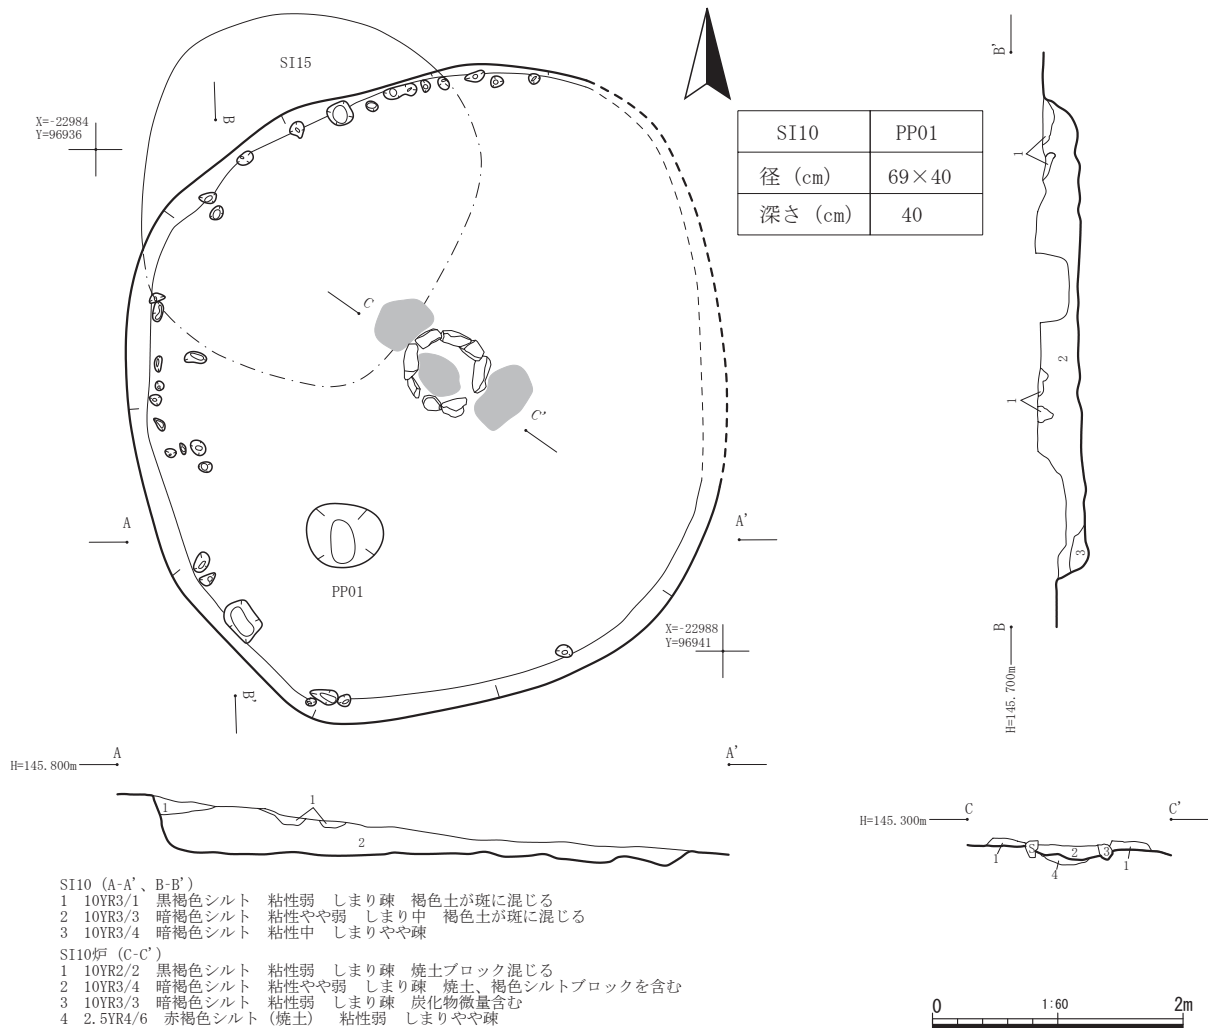 SI15
B
B'
X=-22984
Y=96936
SI10 PP01
径（cm） 69×40
深さ（cm） 40
1
C
2
1
C'
A
A'
3
PP01
X=-22988
Y=96941
B
B'
H=145.700m
A
A'
H=145.800m
1
1
2
C
C'
H=145.300m
S
2
3
1
1
4
SI10（A-A'、B-B'）
1 10YR3/1 黒褐色シルト 粘性弱 しまり疎 褐色土が斑に混じる
2 10YR3/3 暗褐色シルト 粘性やや弱 しまり中 褐色土が斑に混じる
3 10YR3/4 暗褐色シルト 粘性中 しまりやや疎
SI10炉（C-C'）
1 10YR2/2 黒褐色シルト 粘性弱 しまり疎 焼土ブロック混じる
2 10YR3/4 暗褐色シルト 粘性やや弱 しまり疎 焼土、褐色シルトブロックを含む
3 10YR3/3 暗褐色シルト 粘性弱 しまり疎 炭化物微量含む
4 2.5YR4/6 赤褐色シルト（焼土） 粘性弱 しまりやや疎
0 1:60 2m